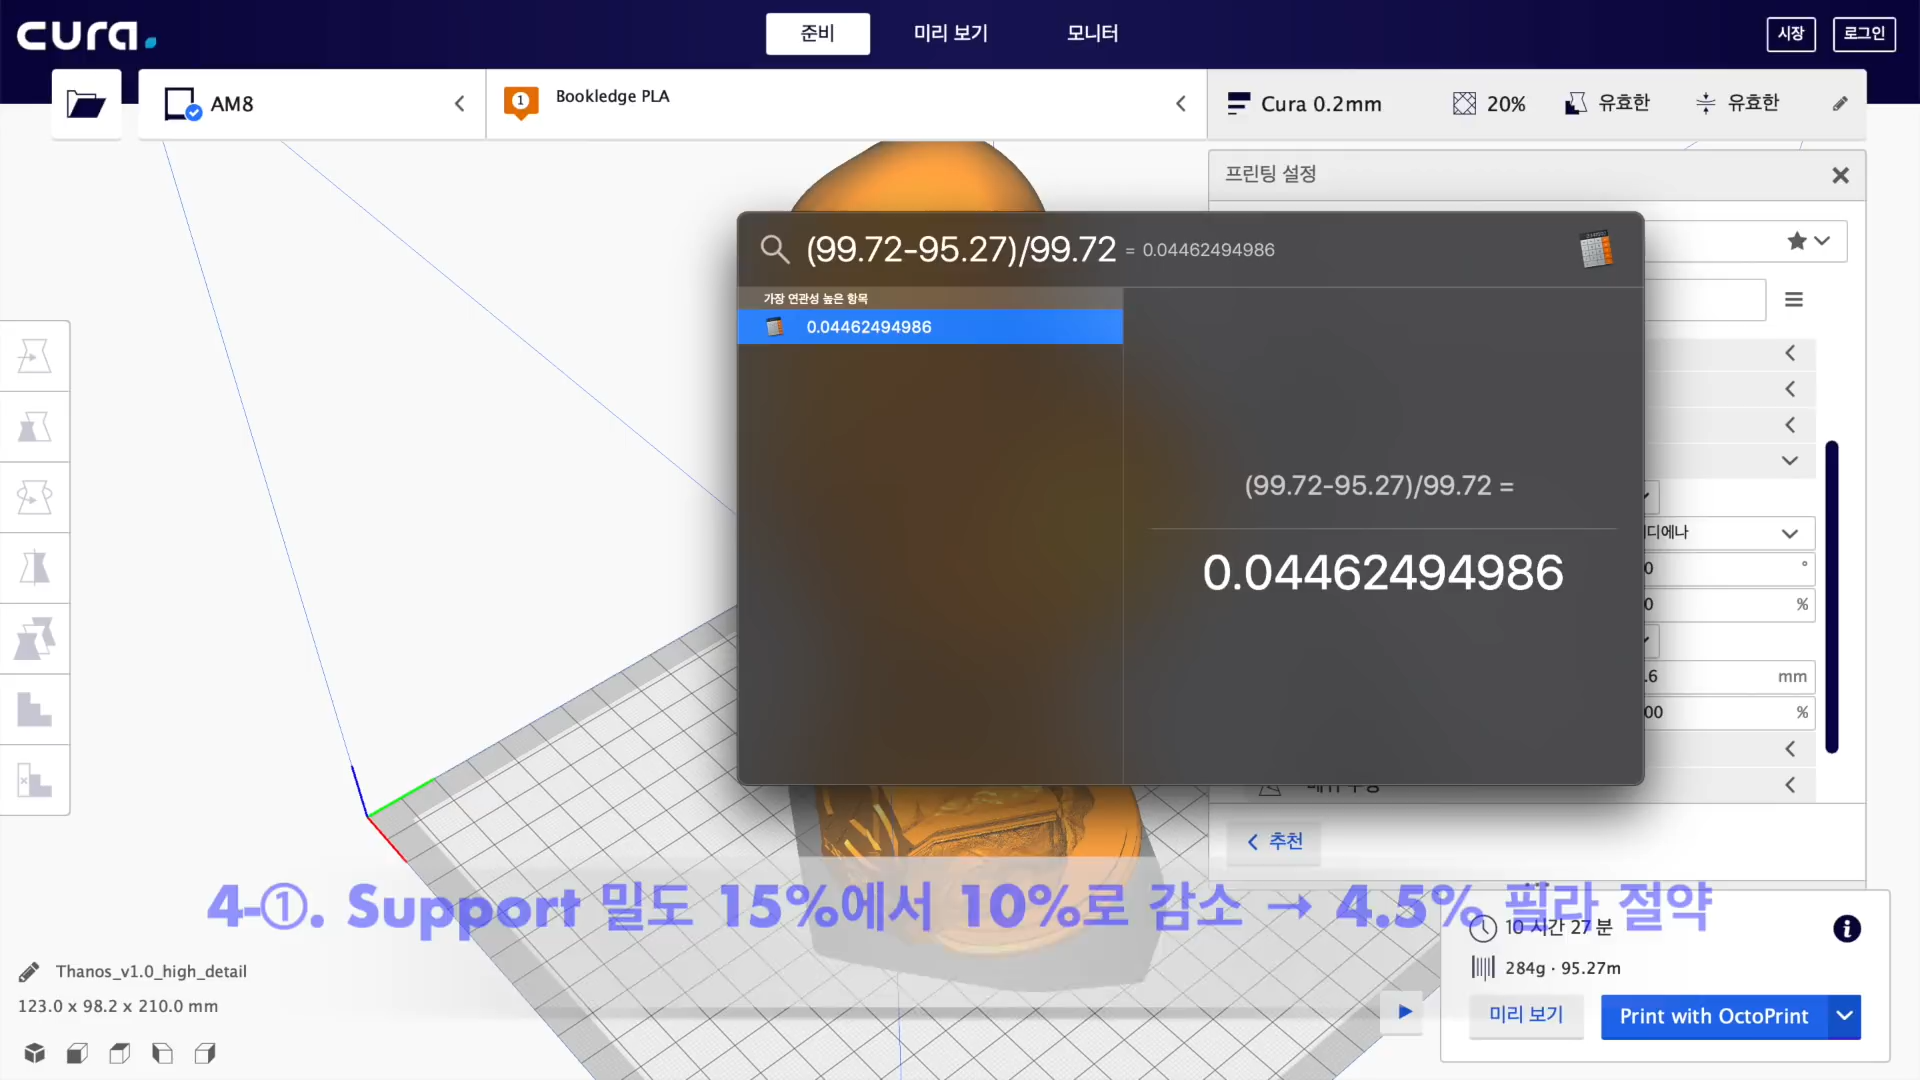 cura.
준비
미리 보기
모니터
시장
로그인
AM8
1
Bookledge PLA
Cura 0.2mm
20%
유효한
유효한
프린팅 설정
(99.72-95.27)/99.72 = 0.04462494986
가장 연관성 높은 항목
0.04462494986
(99.72-95.27)/99.72 =
0.04462494986
디에나
0 °
0 %
.6 mm
00 %
추천
4-①. Support 밀도 15%에서 10%로 감소 → 4.5% 필라 절약
10 시간 27 분
284g · 95.27m
미리 보기
Print with OctoPrint
Thanos_v1.0_high_detail
123.0 x 98.2 x 210.0 mm